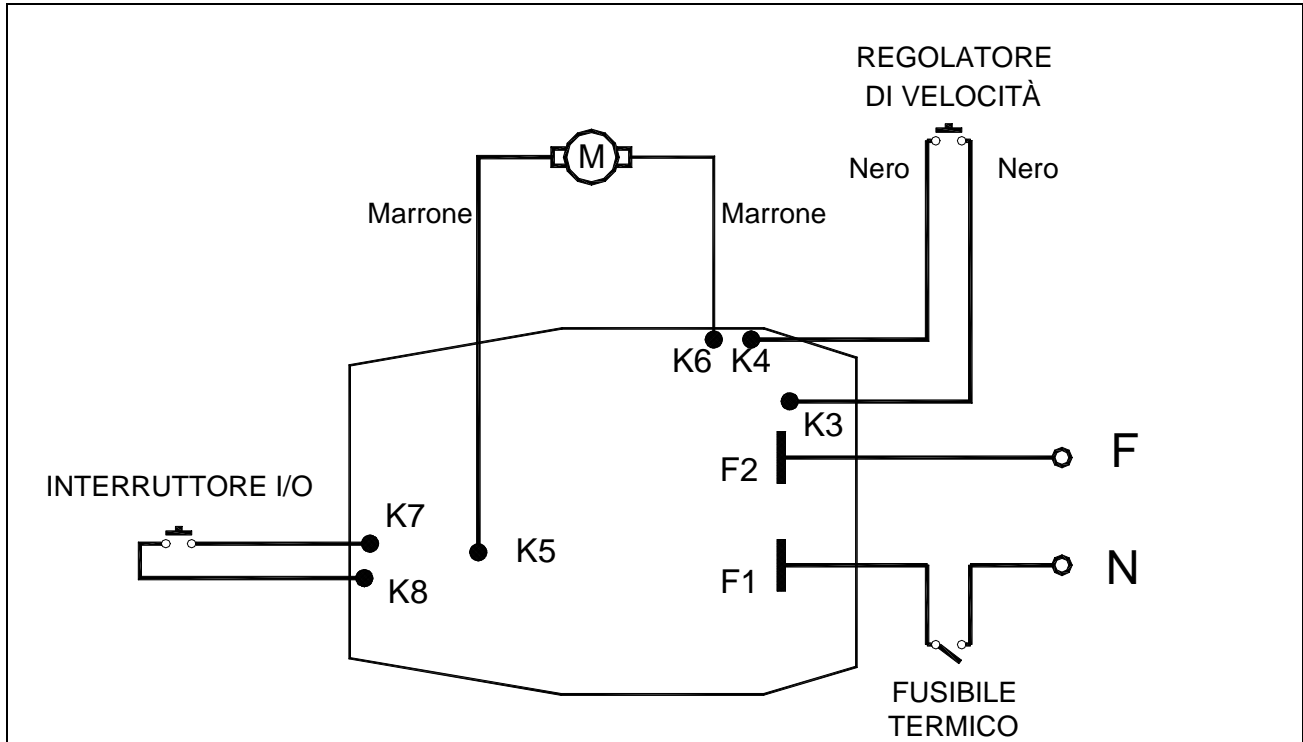 REGOLATORE
DI VELOCITÀ
M
Nero
Nero
Marrone
Marrone
K6
K4
K3
F2
F
INTERRUTTORE I/O
K7
K5
K8
F1
N
FUSIBILE
TERMICO